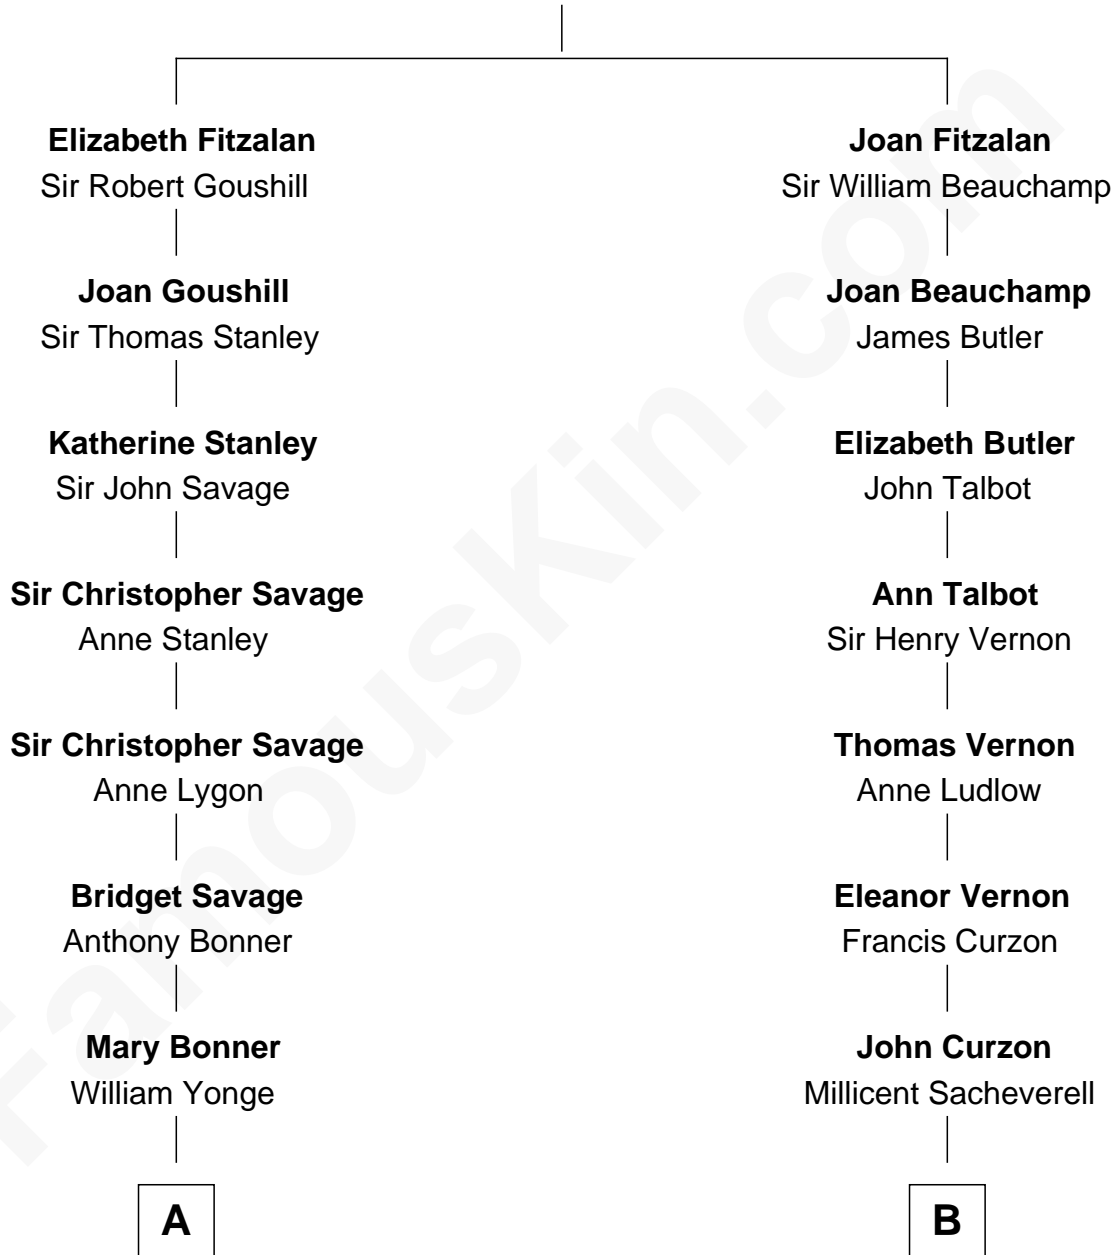 Elizabeth Fitzalan
Sir Robert Goushill
Joan Goushill
Sir Thomas Stanley
Katherine Stanley
Sir John Savage
Sir Christopher Savage
Anne Stanley
Sir Christopher Savage
Anne Lygon
Bridget Savage
Anthony Bonner
Mary Bonner
William Yonge
A
Joan Fitzalan
Sir William Beauchamp
Joan Beauchamp
James Butler
Elizabeth Butler
John Talbot
Ann Talbot
Sir Henry Vernon
Thomas Vernon
Anne Ludlow
Eleanor Vernon
Francis Curzon
John Curzon
Millicent Sacheverell
B
FamousKin.com